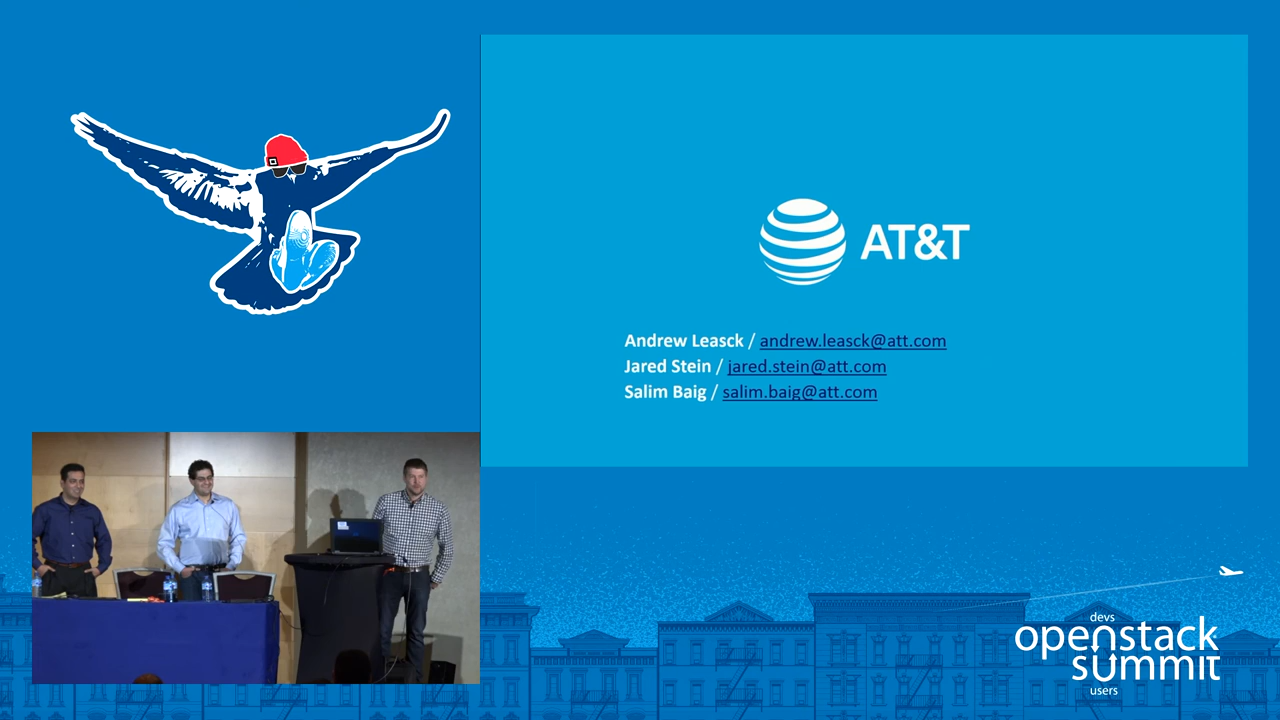 AT&T
Andrew Leasck / andrew.leasck@att.com
Jared Stein / jared.stein@att.com
Salim Baig / salim.baig@att.com
devs
openstack
summit
users